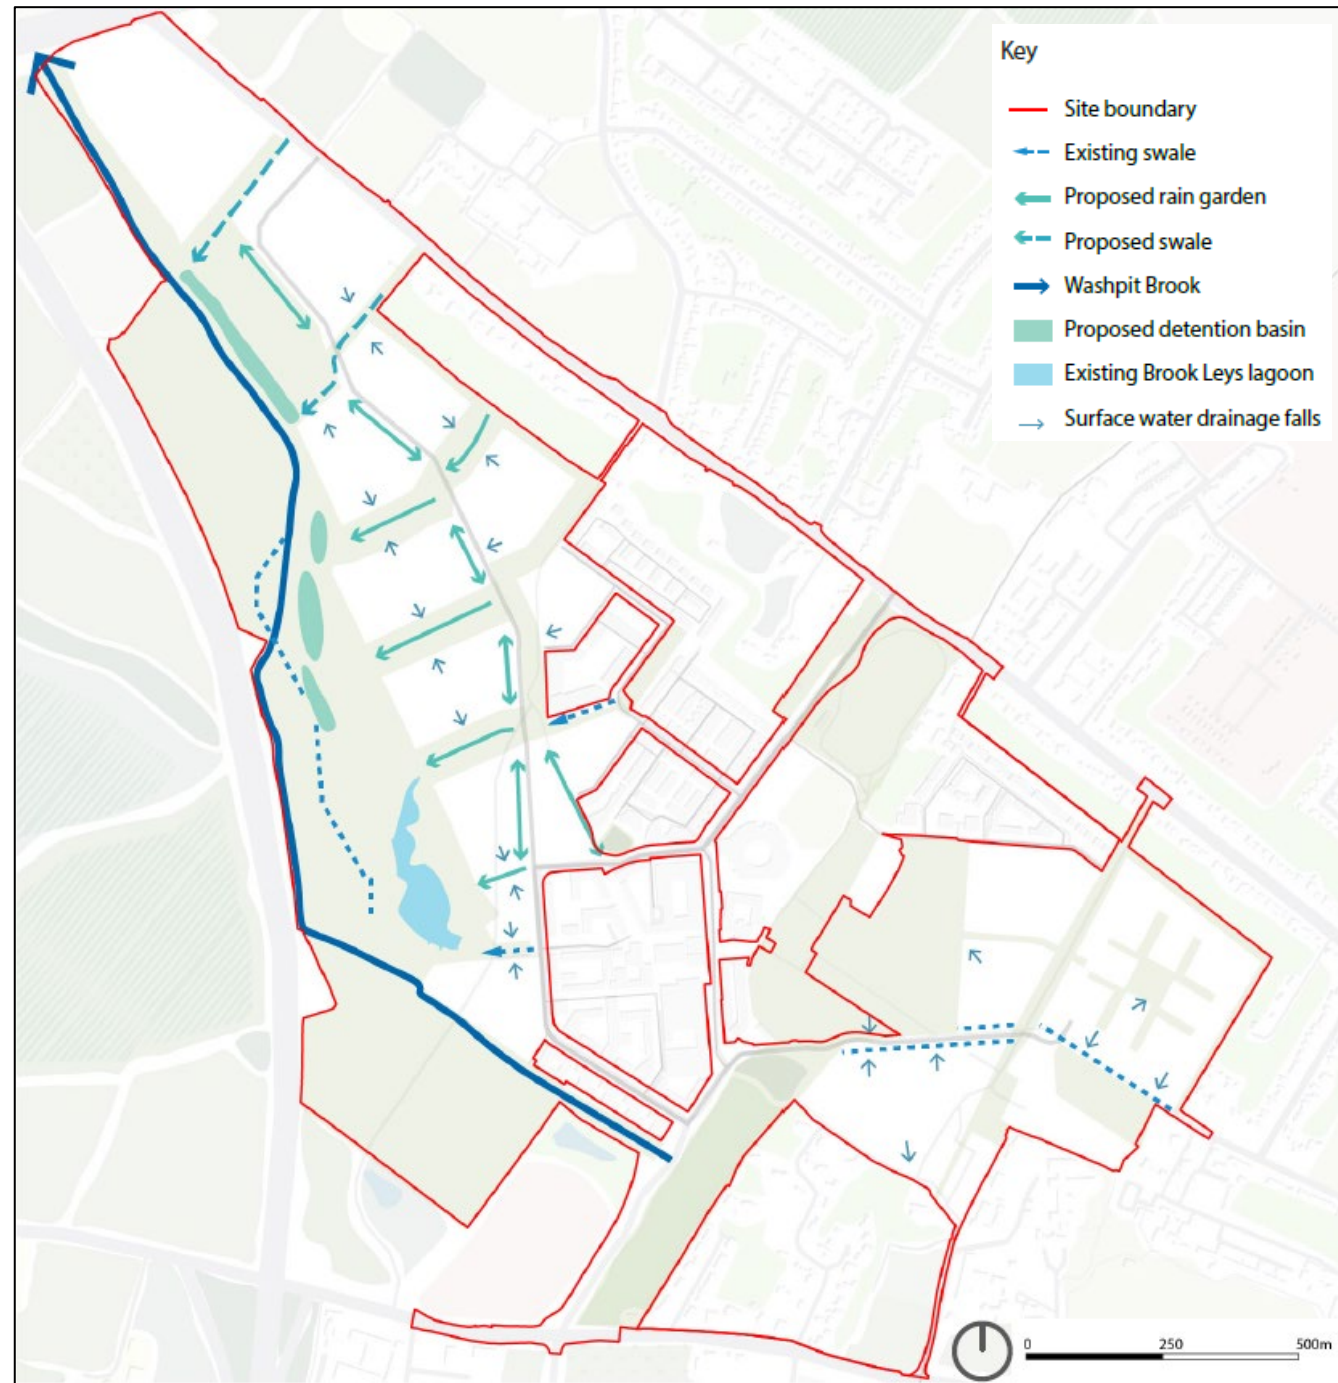 Key
Site boundary
Existing swale
Proposed rain garden
Proposed swale
Washpit Brook
Proposed detention basin
Existing Brook Leys lagoon
Surface water drainage falls
0 250 500m